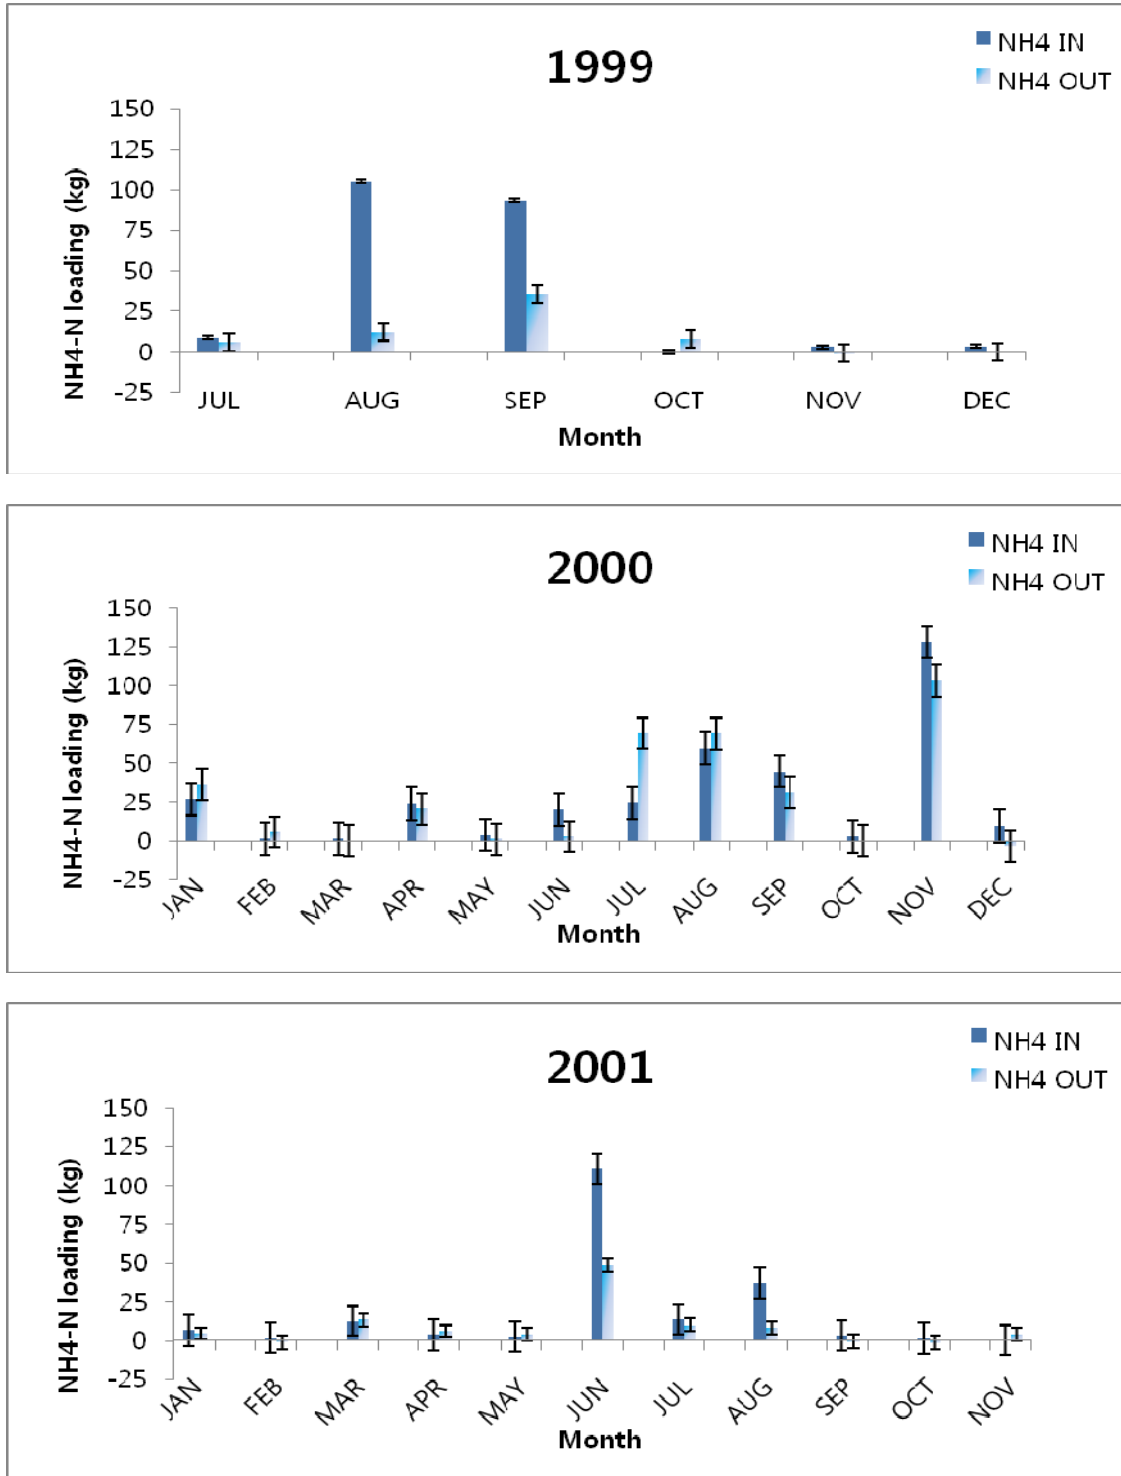 1999
NH4 IN
NH4 OUT
NH4-N loading (kg)
150
125
100
75
50
25
0
-25
JUL AUG SEP OCT NOV DEC
Month
2000
NH4 IN
NH4 OUT
NH4-N loading (kg)
150
125
100
75
50
25
0
-25
JAN FEB MAR APR MAY JUN JUL AUG SEP OCT NOV DEC
Month
2001
NH4 IN
NH4 OUT
NH4-N loading (kg)
150
125
100
75
50
25
0
-25
JAN FEB MAR APR MAY JUN JUL AUG SEP OCT NOV
Month